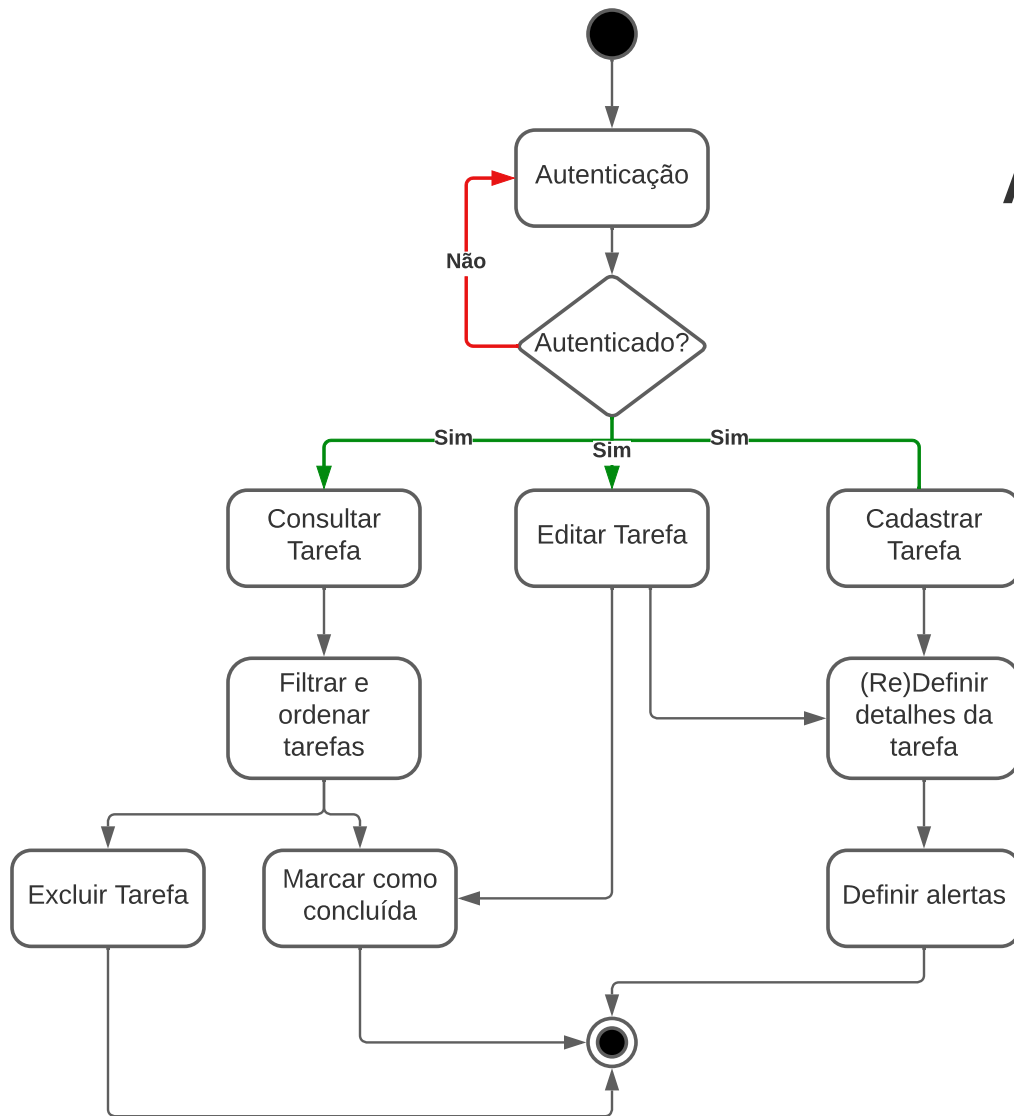 Autenticação
Não
Autenticado?
Sim
Sim
Sim
Consultar
Tarefa
Editar Tarefa
Cadastrar
Tarefa
Filtrar e
ordenar
tarefas
(Re)Definir
detalhes da
tarefa
Excluir Tarefa
Marcar como
concluída
Definir alertas